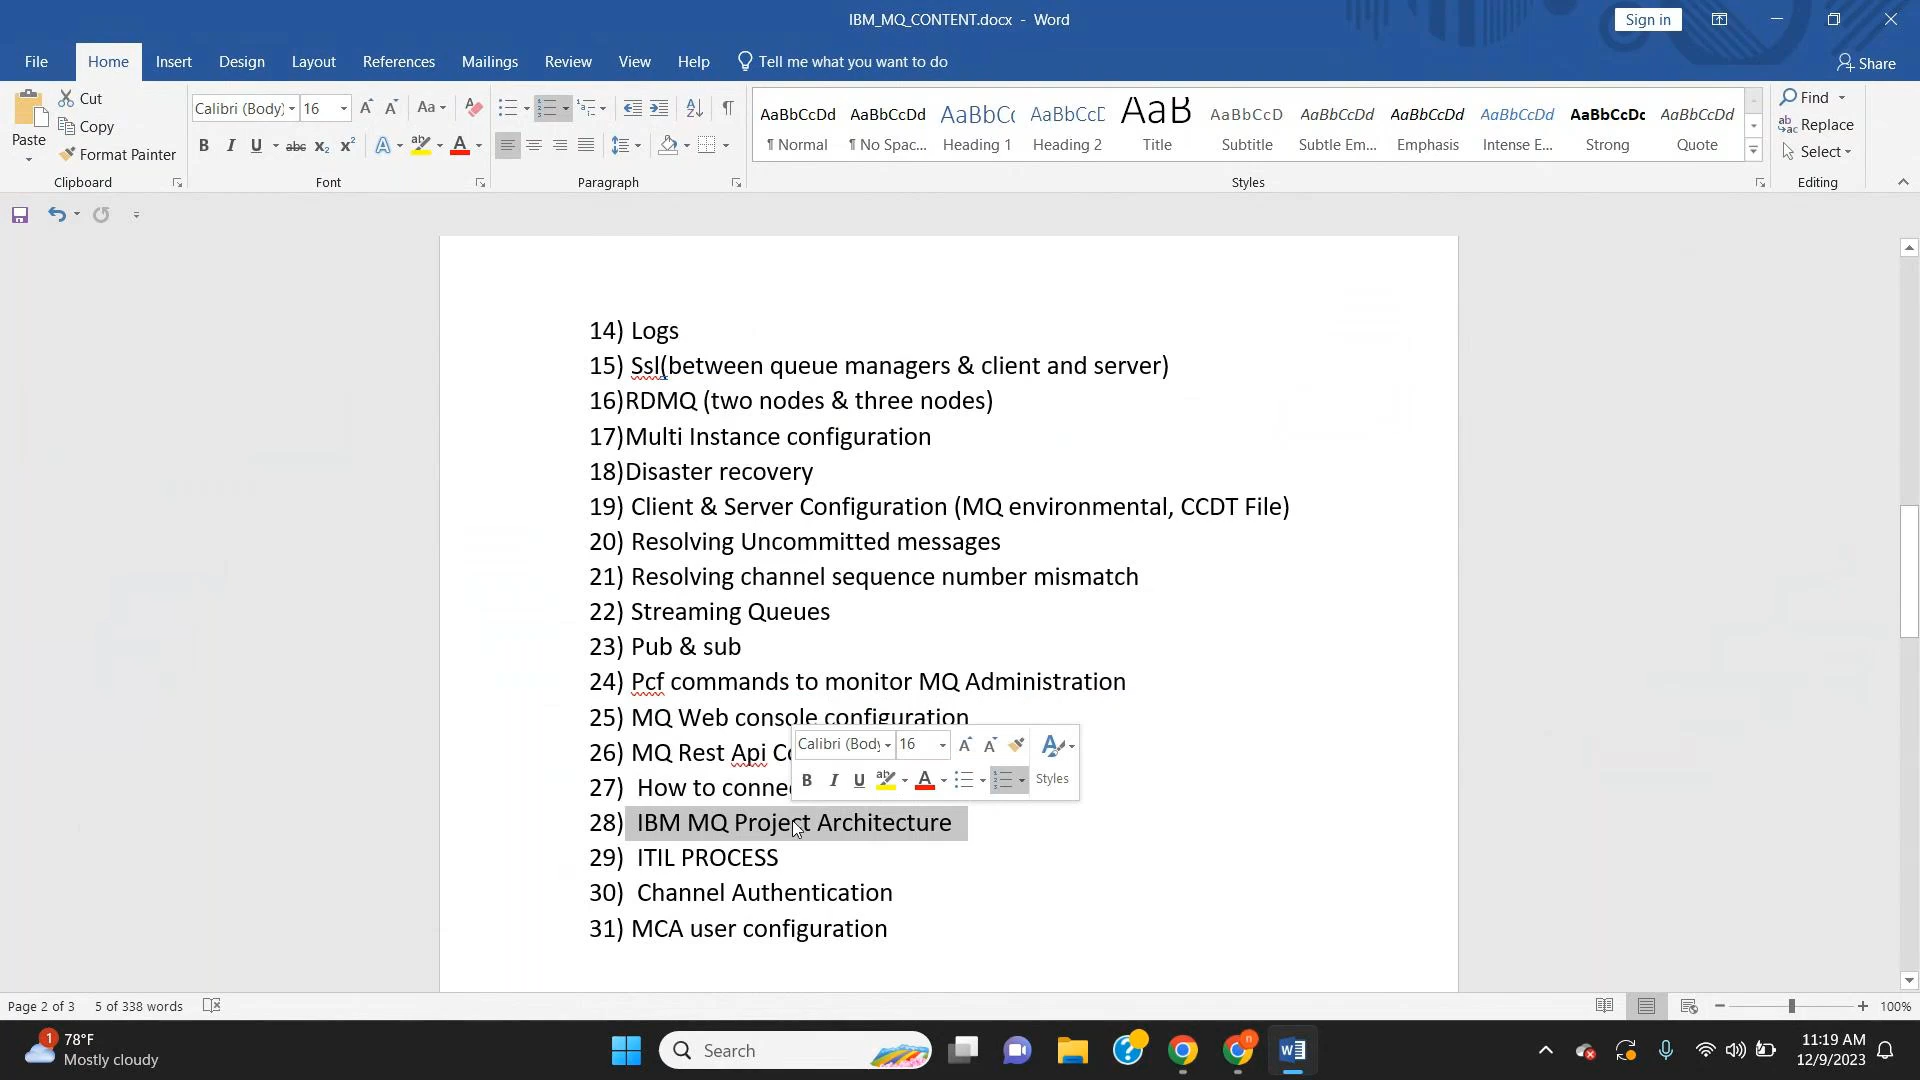 IBM_MQ_CONTENT.docx - Word
Sign in
File Home Insert Design Layout References Mailings Review View Help Tell me what you want to do
Share
Paste
Cut
Copy
Format Painter
Clipboard
Calibri (Body) 16
Font
Paragraph
AaBbCcDd AaBbCcDd AaBbCc AaBbCcD AaB AaBbCcD AaBbCcDd AaBbCcDd AaBbCcDd AaBbCcDc AaBbCcDd
¶ Normal ¶ No Spac... Heading 1 Heading 2 Title Subtitle Subtle Em... Emphasis Intense E... Strong Quote
Styles
Find
Replace
Select
Editing
14) Logs
15) Ssl(between queue managers & client and server)
16)RDMQ (two nodes & three nodes)
17)Multi Instance configuration
18)Disaster recovery
19) Client & Server Configuration (MQ environmental, CCDT File)
20) Resolving Uncommitted messages
21) Resolving channel sequence number mismatch
22) Streaming Queues
23) Pub & sub
24) Pcf commands to monitor MQ Administration
25) MQ Web console configuration
26) MQ Rest Api
27) How to
28) IBM MQ Project Architecture
29) ITIL PROCESS
30) Channel Authentication
31) MCA user configuration
Calibri (Body 16
Styles
Page 2 of 3 5 of 338 words
100%
1
78°F
Mostly cloudy
Search
11:19 AM
12/9/2023